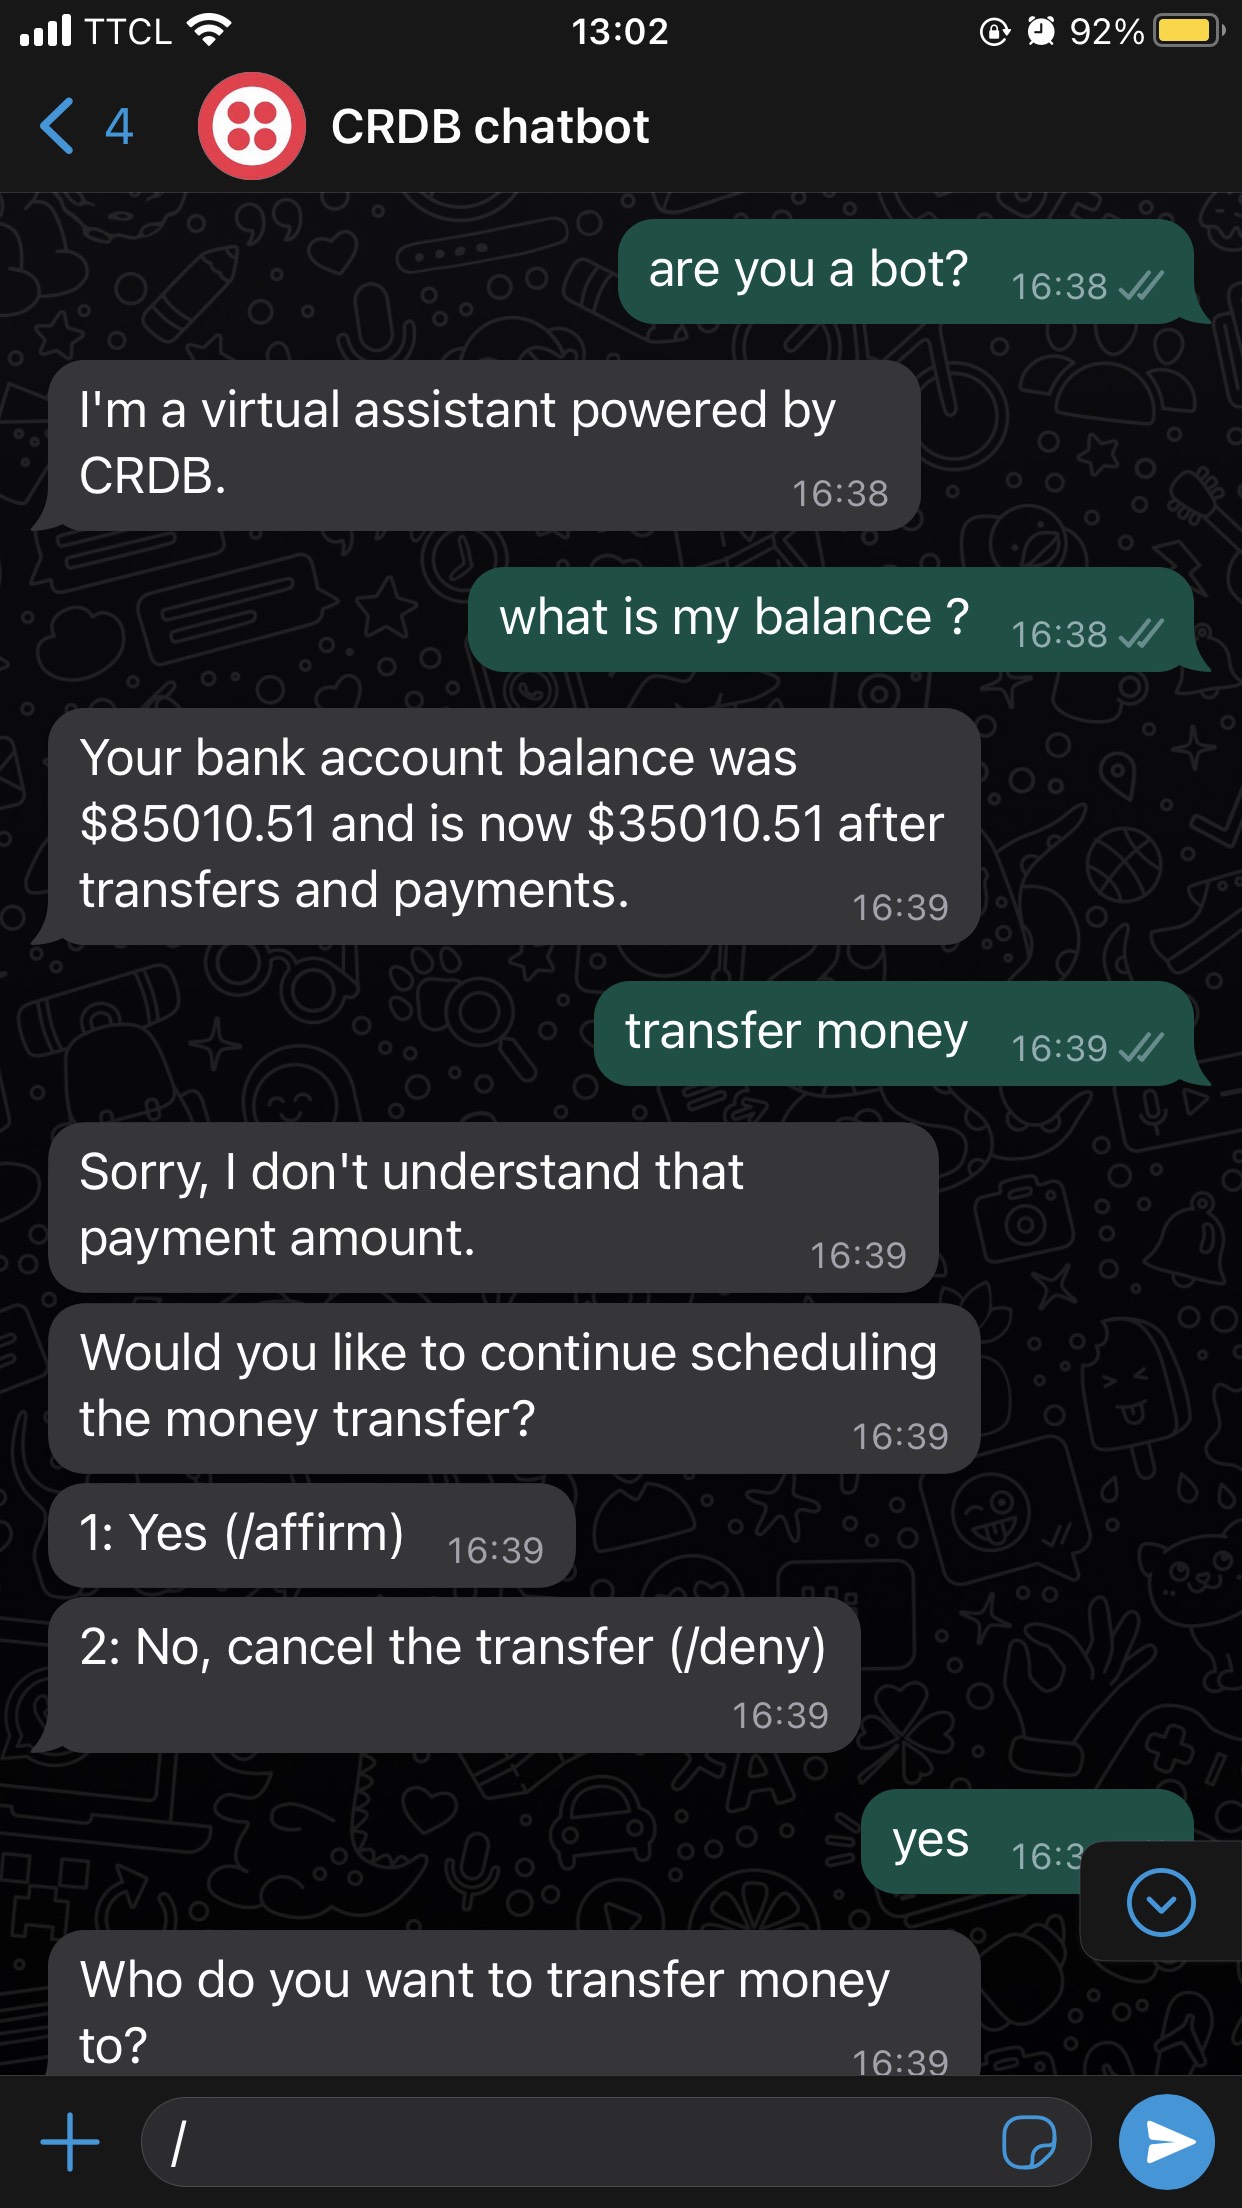 TTCL 13:02 92%
4 CRDB chatbot
are you a bot? 16:38
I'm a virtual assistant powered by
CRDB. 16:38
what is my balance ? 16:38
Your bank account balance was
$85010.51 and is now $35010.51 after
transfers and payments. 16:39
transfer money 16:39
Sorry, I don't understand that
payment amount. 16:39
Would you like to continue scheduling
the money transfer? 16:39
1: Yes (/affirm) 16:39
2: No, cancel the transfer (/deny)
16:39
yes 16:3
Who do you want to transfer money
to? 16:39
/